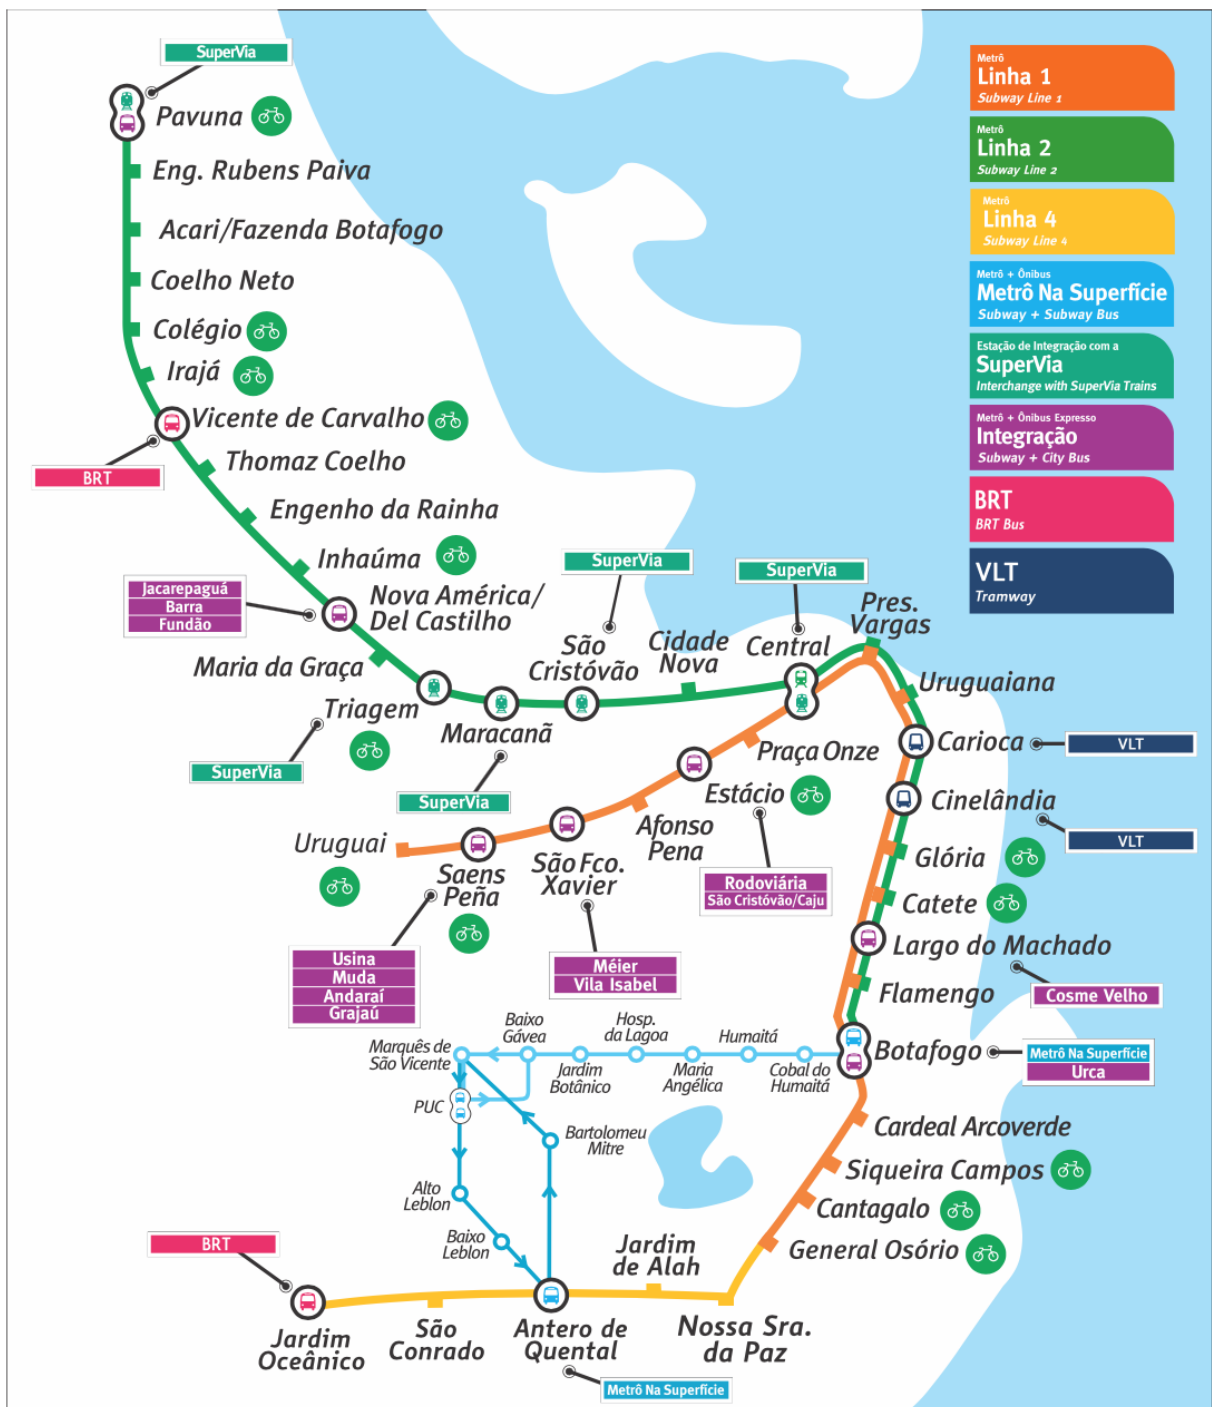 SuperVia
Pavuna
Eng. Rubens Paiva
Acari/Fazenda Botafogo
Coelho Neto
Colégio
Irajá
Vicente de Carvalho
BRT
Thomaz Coelho
Engenho da Rainha
Inhaúma
Jacarepaguá
Barra
Fundão
Nova América/
Del Castilho
Maria da Graça
Triagem
SuperVia
Maracanã
SuperVia
SuperVia
São
Cristóvão
Cidade
Nova
SuperVia
Central
Pres.
Vargas
Uruguaiana
Carioca
VLT
Cinelândia
VLT
Glória
Catete
Largo do Machado
Cosme Velho
Flamengo
Botafogo
Metrô Na Superfície
Urca
Praça Onze
Estácio
Rodoviária
São Cristóvão/Caju
Afonso
Pena
São Fco.
Xavier
Méier
Vila Isabel
Saens
Peña
Usina
Muda
Andaraí
Grajaú
Uruguai
Cardeal Arcoverde
Siqueira Campos
Cantagalo
General Osório
Nossa Sra.
da Paz
Jardim
de Alah
Antero de
Quental
Metrô Na Superfície
São
Conrado
Jardim
Oceânico
BRT
Marquês de
São Vicente
Baixo
Gávea
Jardim
Botânico
Hosp.
da Lagoa
Maria
Angélica
Humaitá
Cobal do
Humaitá
PUC
Bartolomeu
Mitre
Alto
Leblon
Baixo
Leblon
Metrô
Linha 1
Subway Line 1
Metrô
Linha 2
Subway Line 2
Metrô
Linha 4
Subway Line 4
Metrô + Ônibus
Metrô Na Superfície
Subway + Subway Bus
Estação de Integração com a
SuperVia
Interchange with SuperVia Trains
Metrô + Ônibus Expresso
Integração
Subway + City Bus
BRT
BRT Bus
VLT
Tramway